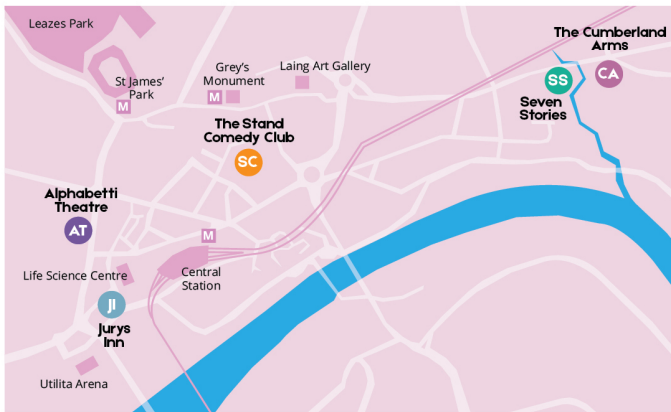 Leazes Park
St James'
Park
M
Grey's
Monument
M
Laing Art Gallery
The Cumberland
Arms
CA
SS
Seven
Stories
The Stand
Comedy Club
SC
Alphabetti
Theatre
AT
M
Central
Station
Life Science Centre
JI
Jurys
Inn
Utilita Arena